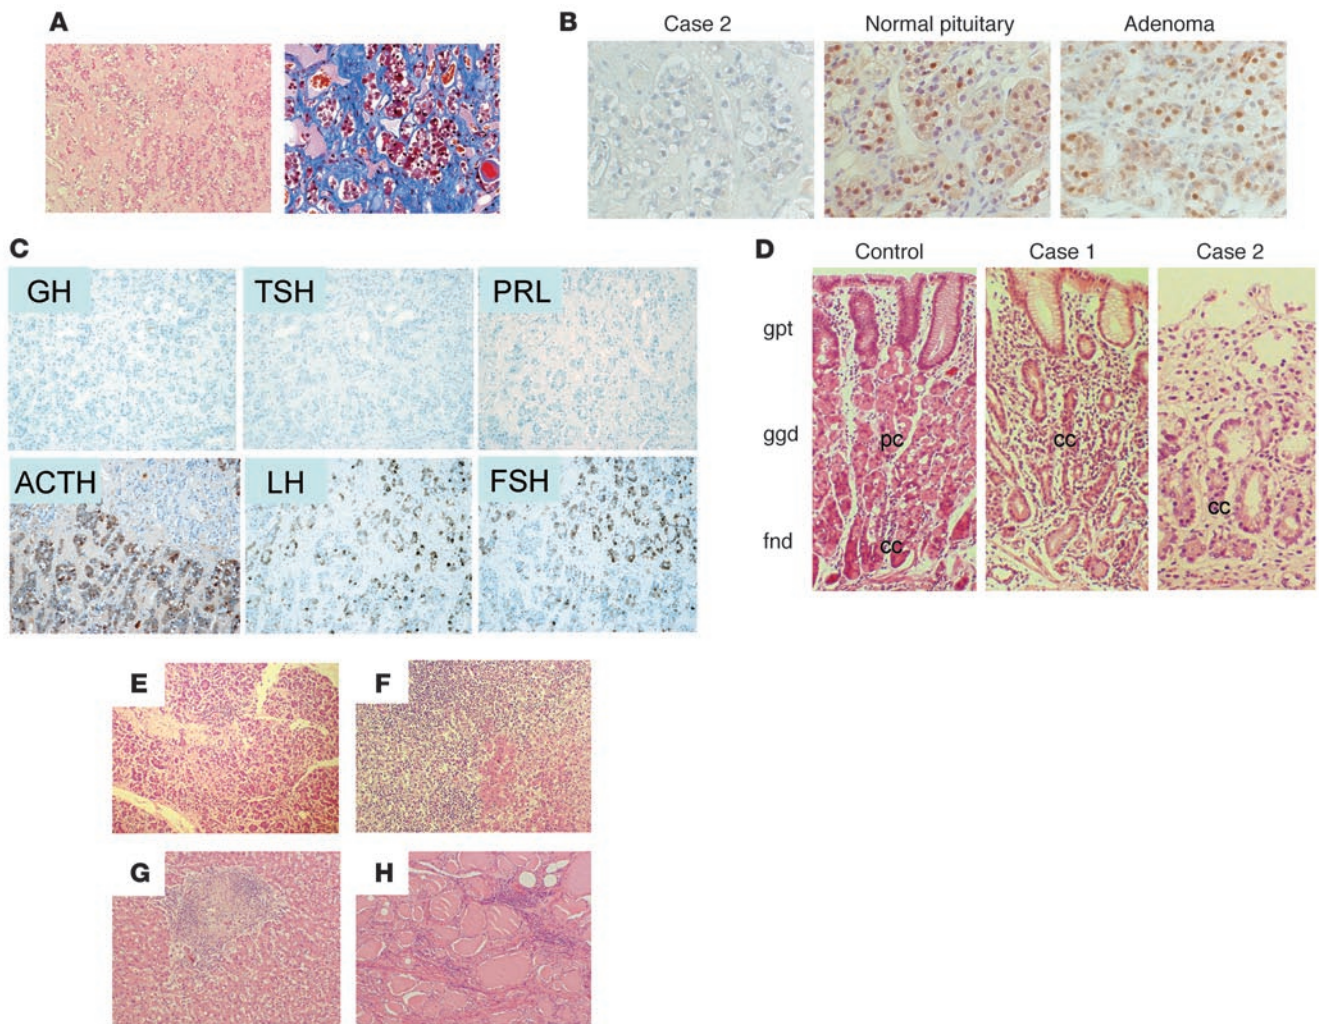 A
B
Case 2
Normal pituitary
Adenoma
C
GH
TSH
PRL
ACTH
LH
FSH
D
Control
Case 1
Case 2
gpt
ggd
fnd
pc
cc
cc
cc
E
F
G
H